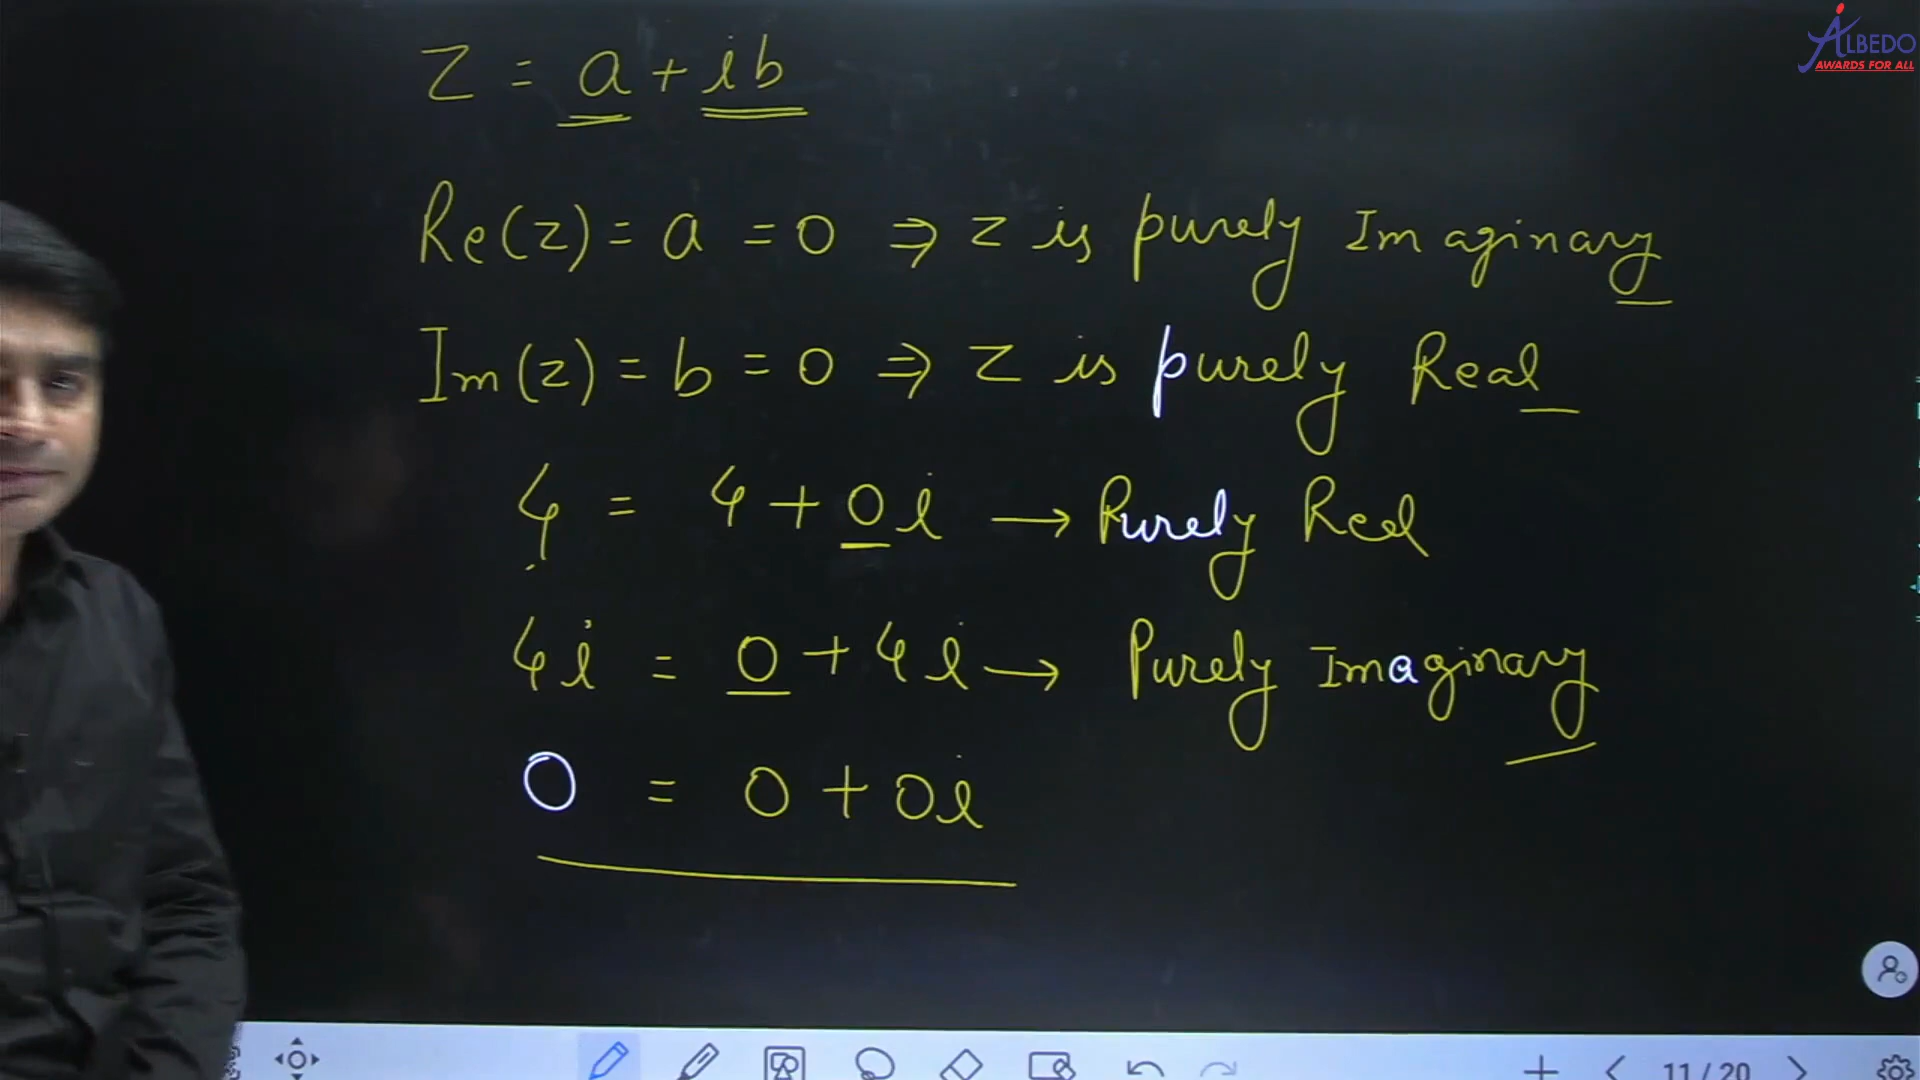 ALBEDO
AWARDS FOR ALL
z = a + ib
Re(z) = a = 0 ⇒ z is purely Imaginary
Im(z) = b = 0 ⇒ z is purely Real
4 = 4 + 0i → Purely Real
4i = 0 + 4i → Purely Imaginary
0 = 0 + 0i
11 / 20